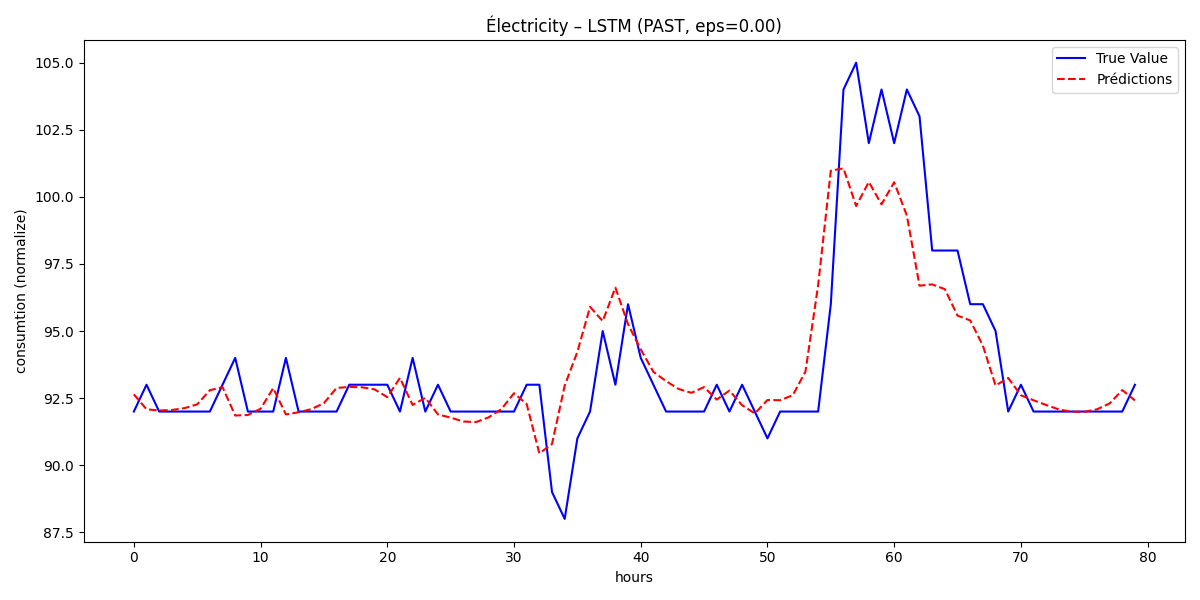 Électricity – LSTM (PAST, eps=0.00)
True Value
Prédictions
consumtion (normalize)
105.0
102.5
100.0
97.5
95.0
92.5
90.0
87.5
0 10 20 30 40 50 60 70 80
hours